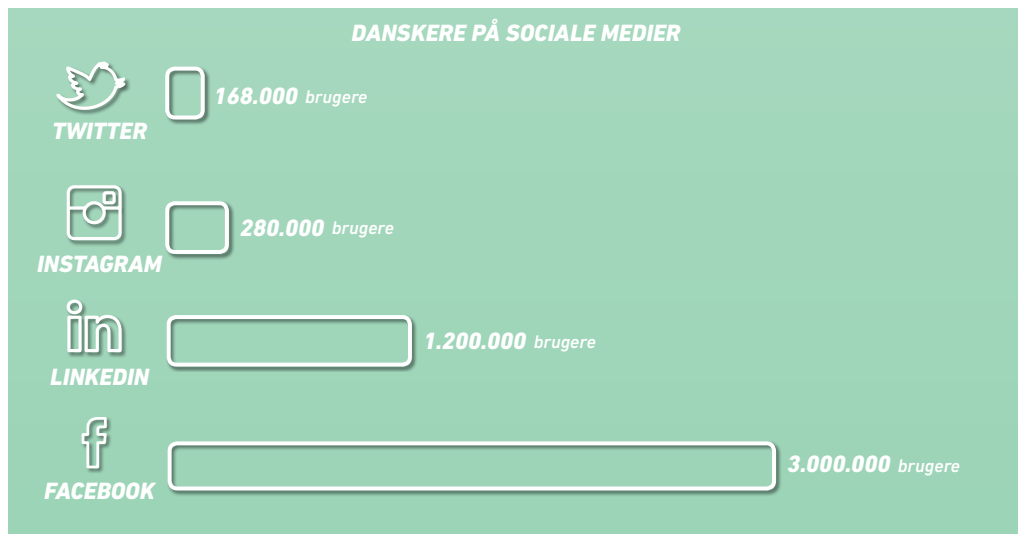 DANSKERE PÅ SOCIALE MEDIER
168.000 brugere
TWITTER
280.000 brugere
INSTAGRAM
in
1.200.000 brugere
LINKEDIN
f
3.000.000 brugere
FACEBOOK